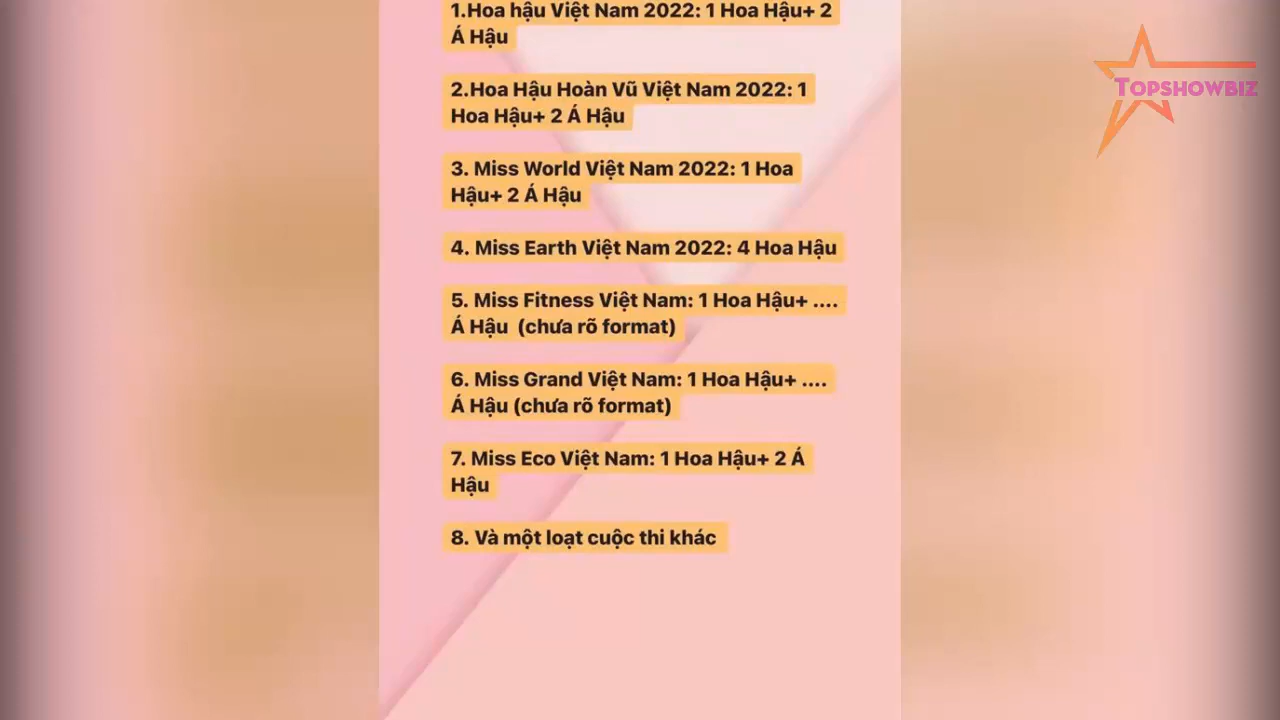 1.Hoa hậu Việt Nam 2022: 1 Hoa Hậu+ 2
Á Hậu
2.Hoa Hậu Hoàn Vũ Việt Nam 2022: 1
Hoa Hậu+ 2 Á Hậu
3. Miss World Việt Nam 2022: 1 Hoa
Hậu+ 2 Á Hậu
4. Miss Earth Việt Nam 2022: 4 Hoa Hậu
5. Miss Fitness Việt Nam: 1 Hoa Hậu+ ....
Á Hậu (chưa rõ format)
6. Miss Grand Việt Nam: 1 Hoa Hậu+ ....
Á Hậu (chưa rõ format)
7. Miss Eco Việt Nam: 1 Hoa Hậu+ 2 Á
Hậu
8. Và một loạt cuộc thi khác
TOPSHOWBIZ